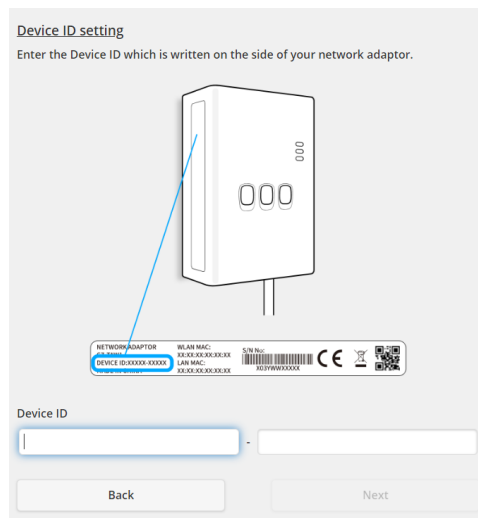 Device ID setting
Enter the Device ID which is written on the side of your network adaptor.
NETWORK ADAPTOR
DEVICE ID:XXXXX-XXXXX
WLAN MAC:
XX:XX:XX:XX:XX:XX
LAN MAC:
XX:XX:XX:XX:XX:XX
S/N No:
X03YWWXXXXX
CE
Device ID
-
Back
Next